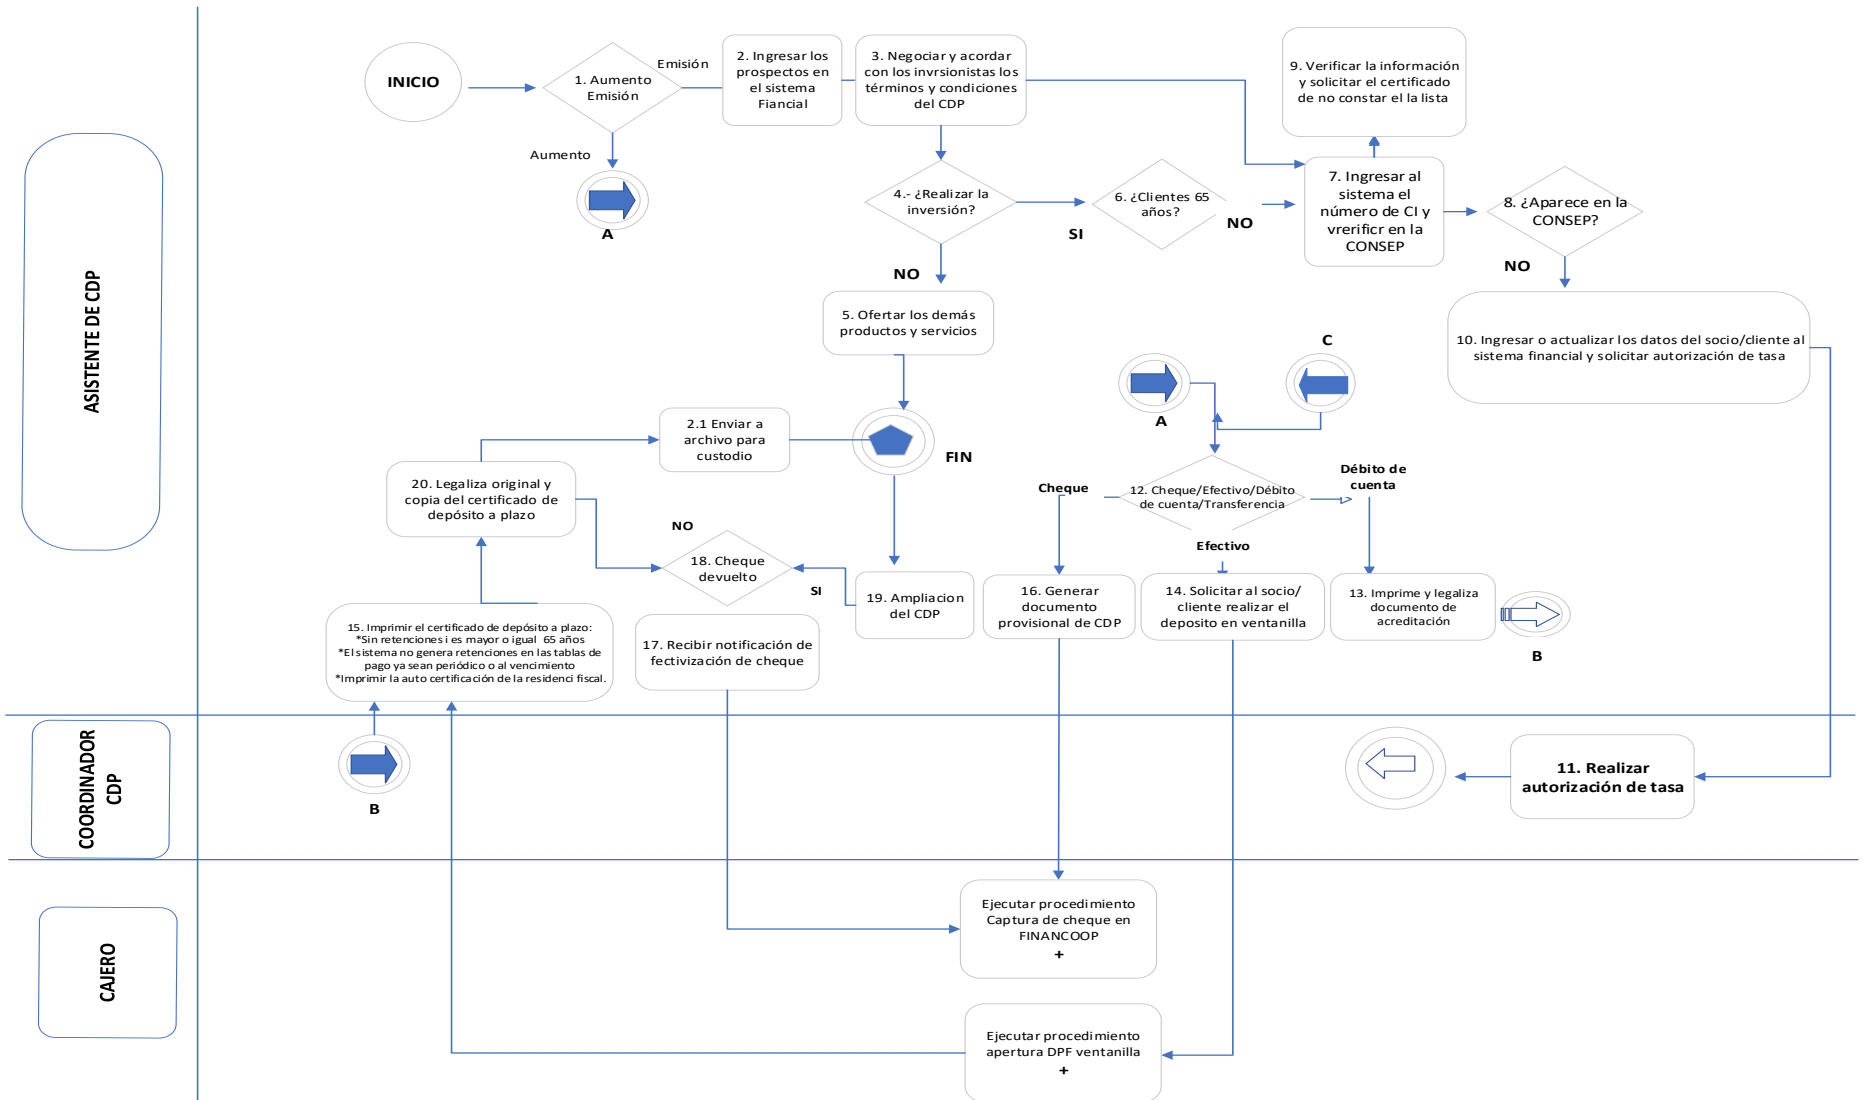 ASISTENTE DE CDP
INICIO
1. Aumento
Emisión
Emisión
Aumento
A
2. Ingresar los
prospectos en
el sistema
Fiancial
3. Negociar y acordar
con los invrsionistas los
términos y condiciones
del CDP
4.- ¿Realizar la
inversión?
SI
NO
6. ¿Clientes 65
años?
NO
9. Verificar la información
y solicitar el certificado
de no constar el la lista
7. Ingresar al
sistema el
número de CI y
vrerificr en la
CONSEP
8. ¿Aparece en la
CONSEP?
NO
5. Ofertar los demás
productos y servicios
10. Ingresar o actualizar los datos del socio/cliente al
sistema financial y solicitar autorización de tasa
A
C
2.1 Enviar a
archivo para
custodio
FIN
20. Legaliza original y
copia del certificado de
depósito a plazo
Cheque
12. Cheque/Efectivo/Débito
de cuenta/Transferencia
Débito de
cuenta
Efectivo
NO
18. Cheque
devuelto
SI
19. Ampliacion
del CDP
16. Generar
documento
provisional de CDP
14. Solicitar al socio/
cliente realizar el
deposito en ventanilla
13. Imprime y legaliza
documento de
acreditación
B
15. Imprimir el certificado de depósito a plazo:
*Sin retenciones i es mayor o igual 65 años
*El sistema no genera retenciones en las tablas de
pago ya sean periódico o al vencimiento
*Imprimir la auto certificación de la residenci fiscal.
17. Recibir notificación de
fectivización de cheque
COORDINADOR
CDP
B
11. Realizar
autorización de tasa
CAJERO
Ejecutar procedimiento
Captura de cheque en
FINANCOOP
+
Ejecutar procedimiento
apertura DPF ventanilla
+